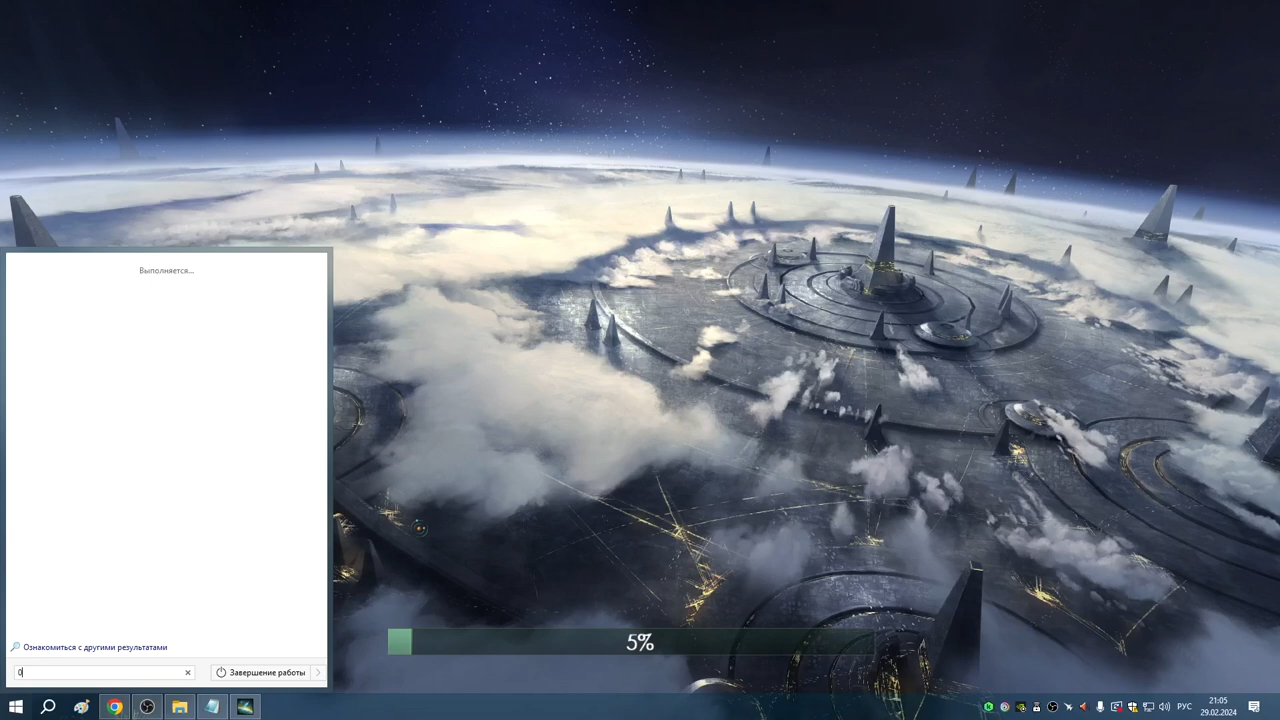 Выполняется...
5%
Ознакомиться с другими результатами
0
Завершение работы
РУС
21:05
29.02.2024